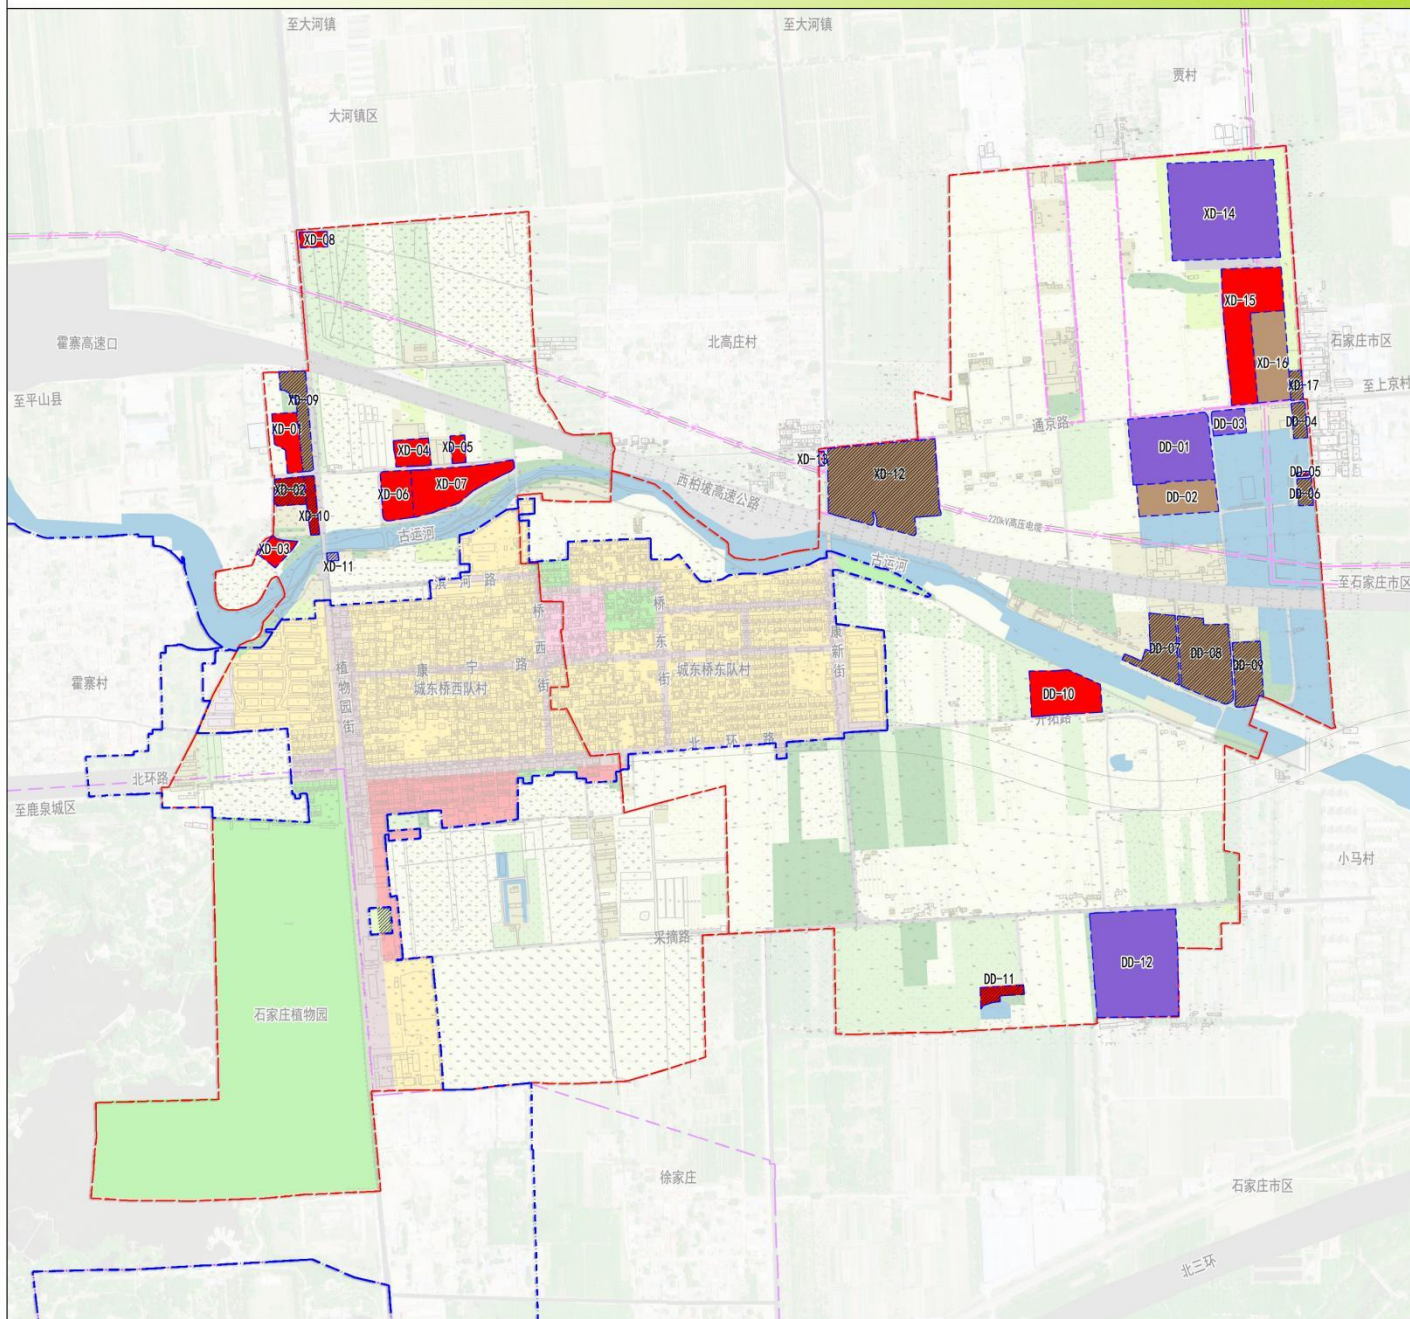 至大河镇
至大河镇
贾村
大河镇区
XD-14
XD-08
XD-15
霍寨高速口
北高庄村
石家庄市区
XD-16
XD-17
至上京村
至平山县
XD-09
XD-01
通京路
DD-03
DD-04
XD-04
XD-05
DD-01
XD-13
XD-12
DD-05
XD-02
XD-06
XD-07
西柏坡高速公路
DD-02
DD-06
XD-10
220kV高压电缆
古运河
XD-03
XD-11
古运河
至石家庄市区
滨河路
桥西街
桥东街
康新街
DD-07
DD-08
DD-09
植物园街
康宁路
城东桥西队村
城东桥东队村
霍寨村
DD-10
开拓路
北环路
北环路
至鹿泉城区
小马村
采摘路
DD-12
DD-11
石家庄植物园
徐家庄
石家庄市区
北三环